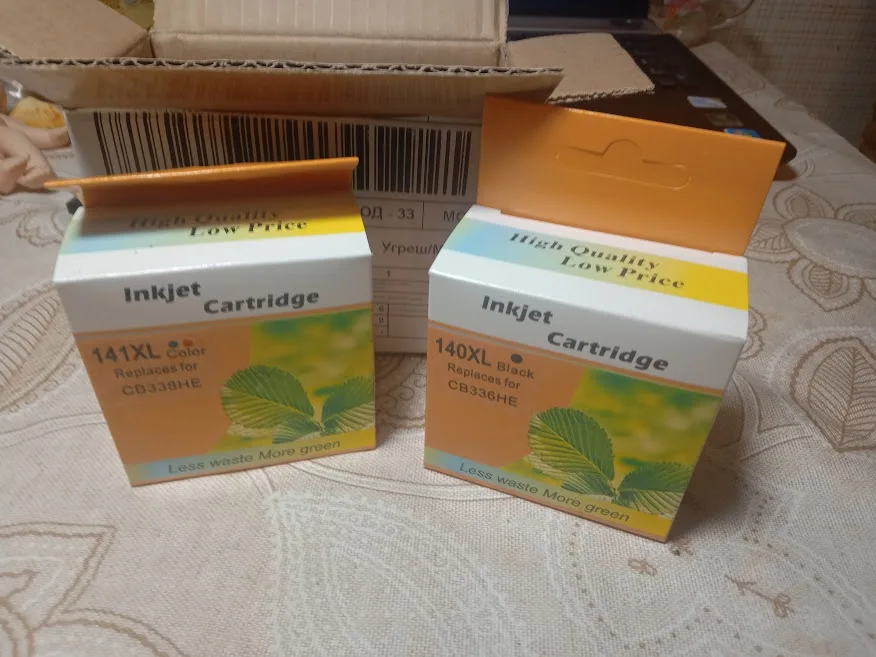 High Quality
Low Price
Inkjet
Cartridge
141XL Color
Replaces for
CB338HE
Less waste More green
ОД - 33
Угреш/М
1
High Quality
Low Price
Inkjet
Cartridge
140XL Black
Replaces for
CB336HE
Less waste More green